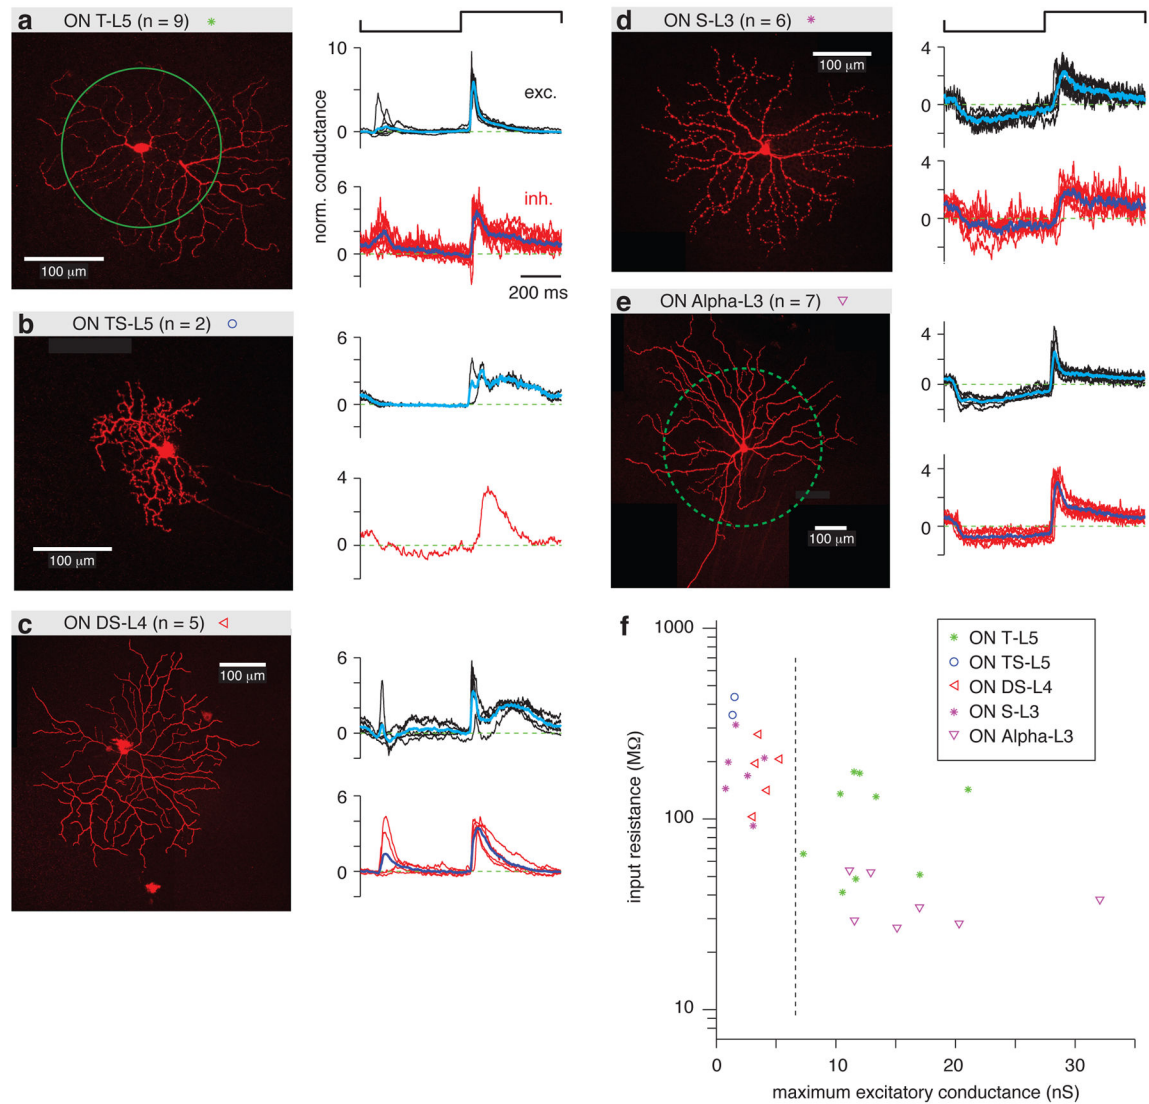 a ON T-L5 (n = 9)
100 µm
10
0
norm. conductance
exc.
6
0
inh.
200 ms
b ON TS-L5 (n = 2)
100 µm
6
0
4
0
c ON DS-L4 (n = 5)
100 µm
6
0
6
0
d ON S-L3 (n = 6)
100 µm
4
0
4
0
e ON Alpha-L3 (n = 7)
100 µm
4
0
4
0
f
1000
100
10
input resistance (MΩ)
0 10 20 30
maximum excitatory conductance (nS)
ON T-L5
ON TS-L5
ON DS-L4
ON S-L3
ON Alpha-L3